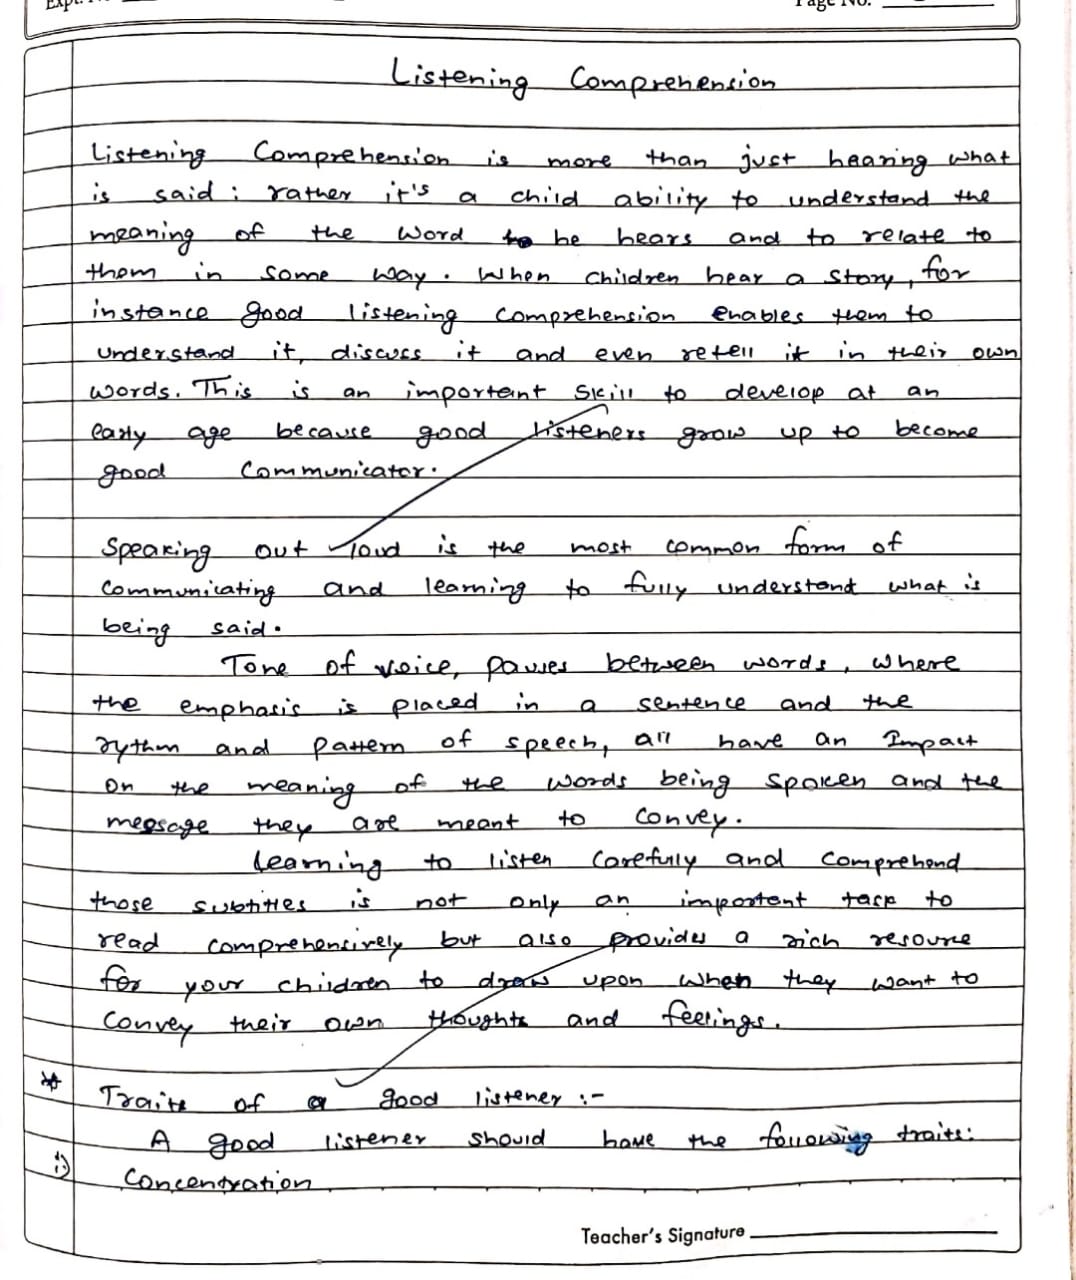 Page No.
Listening Comprehension
Listening Comprehension is more than just hearing what
is said : rather it's a child ability to understand the
meaning of the word he hears and to relate to
them in some way. When children hear a story, for
instance good listening comprehension enables them to
understand it, discuss it and even retell it in their own
words. This is an important skill to develop at an
early age because good listeners grow up to become
good Communicator.
Speaking out loud is the most common form of
Communicating and learning to fully understand what is
being said.
Tone of voice, pauses between words, where
the emphasis is placed in a sentence and the
rythm and pattern of speech, all have an Impact
on the meaning of the words being spoken and the
message they are meant to convey.
Learning to listen carefully and comprehend
those subtities is not only an important task to
read comprehensively but also provides a rich resource
for your children to draw upon when they want to
Convey their own thoughts and feelings.
* Traits of a good listener :-
A good listener should have the following traits:
i) Concentration
Teacher's Signature